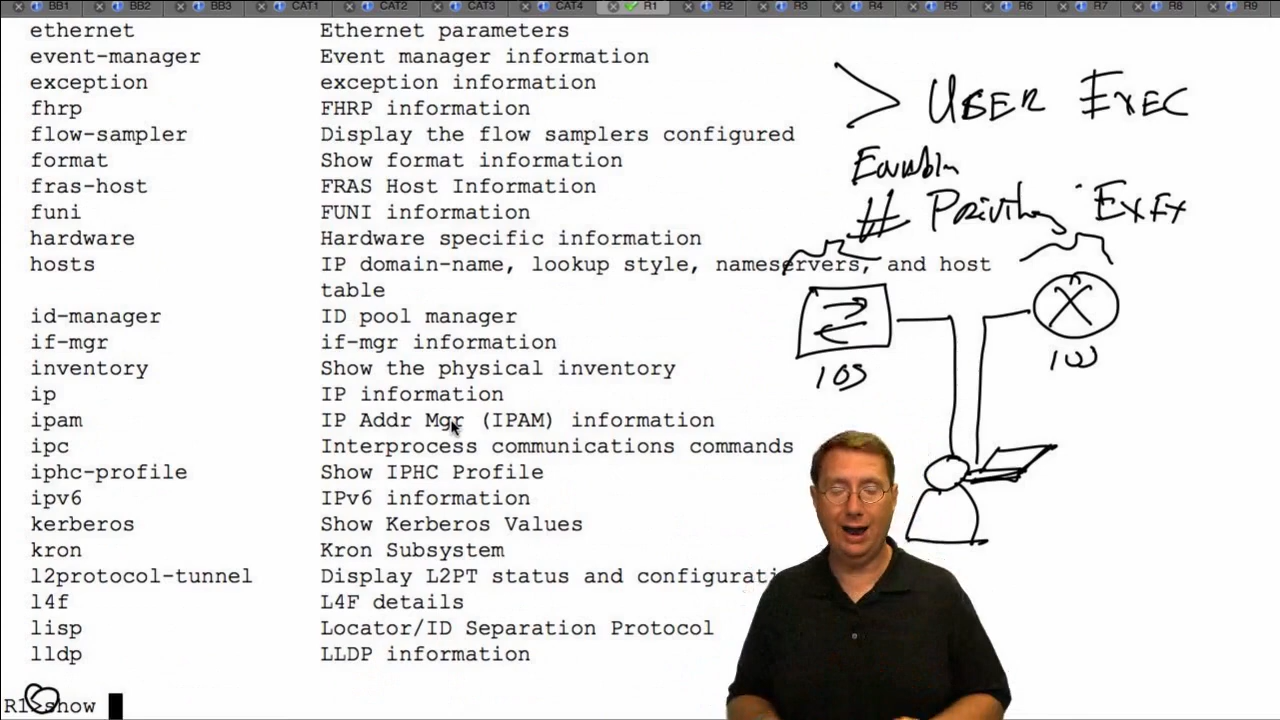 BB1 BB2 BB3 CAT1 CAT2 CAT3 CAT4 R1 R2 R3 R4 R5 R6 R7 R8 R9
ethernet Ethernet parameters
event-manager Event manager information
exception exception information
fhrp FHRP information
flow-sampler Display the flow samplers configured
format Show format information
fras-host FRAS Host Information
funi FUNI information
hardware Hardware specific information
hosts IP domain-name, lookup style, nameservers, and host
table
id-manager ID pool manager
if-mgr if-mgr information
inventory Show the physical inventory
ip IP information
ipam IP Addr Mgr (IPAM) information
ipc Interprocess communications commands
iphc-profile Show IPHC Profile
ipv6 IPv6 information
kerberos Show Kerberos Values
kron Kron Subsystem
l2protocol-tunnel Display L2PT status and configurati
l4f L4F details
lisp Locator/ID Separation Protocol
lldp LLDP information
R1>show
> USER EXEC
#
IOS